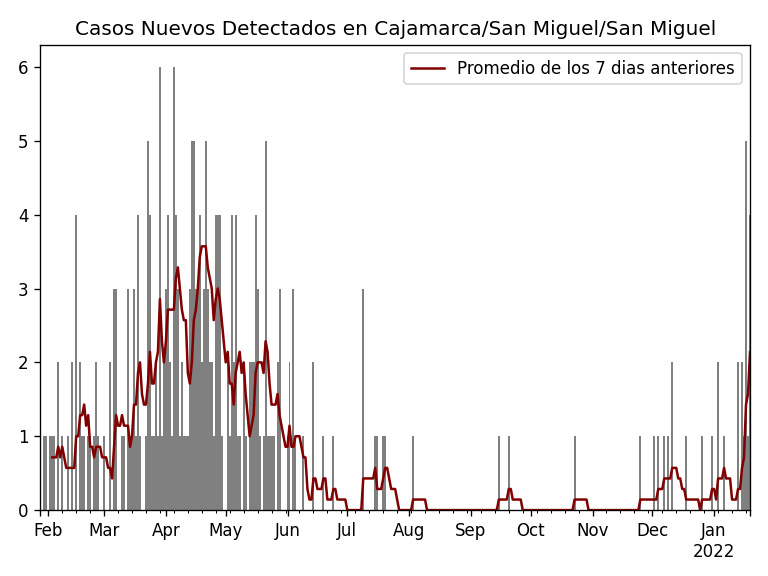 Casos Nuevos Detectados en Cajamarca/San Miguel/San Miguel
Promedio de los 7 dias anteriores
6
5
4
3
2
1
0
Feb Mar Apr May Jun Jul Aug Sep Oct Nov Dec Jan
2022